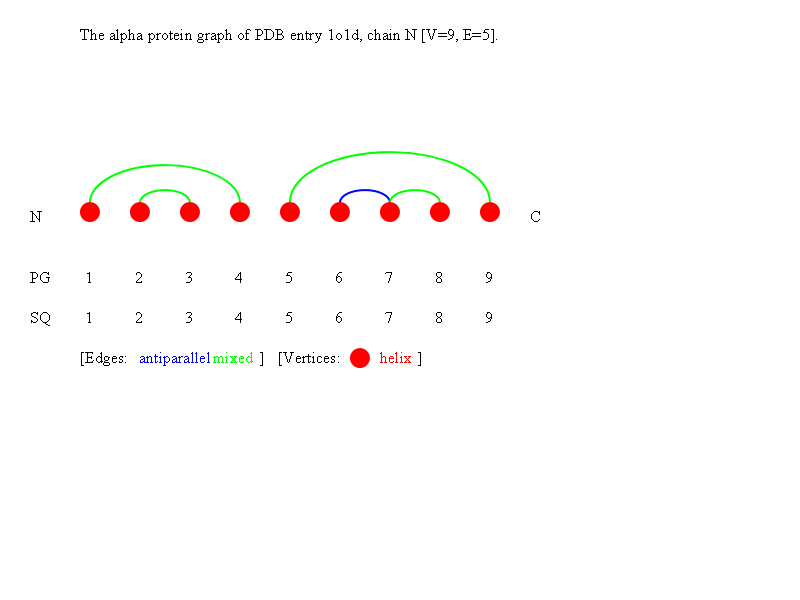 The alpha protein graph of PDB entry 1o1d, chain N [V=9, E=5].
N C
PG 1 2 3 4 5 6 7 8 9
SQ 1 2 3 4 5 6 7 8 9
[Edges: antiparallel mixed ] [Vertices: helix ]